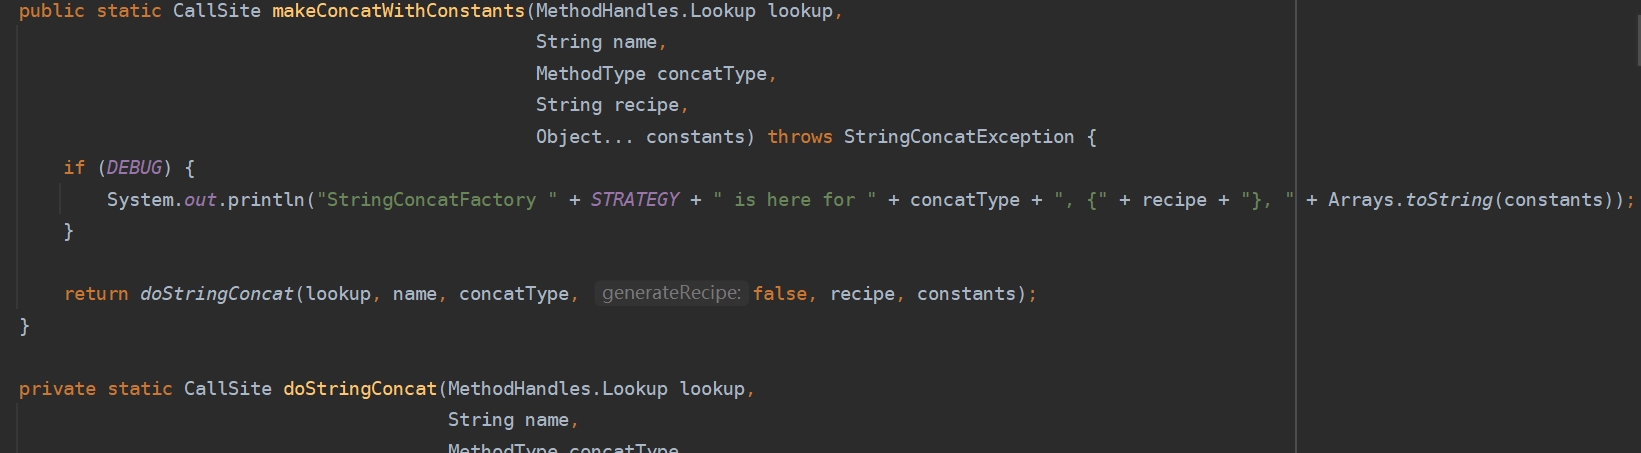 public static CallSite makeConcatWithConstants(MethodHandles.Lookup lookup,
String name,
MethodType concatType,
String recipe,
Object... constants) throws StringConcatException {
if (DEBUG) {
System.out.println("StringConcatFactory " + STRATEGY + " is here for " + concatType + ", {" + recipe + "}, " + Arrays.toString(constants));
}
return doStringConcat(lookup, name, concatType, generateRecipe: false, recipe, constants);
}
private static CallSite doStringConcat(MethodHandles.Lookup lookup,
String name,
MethodType concatType